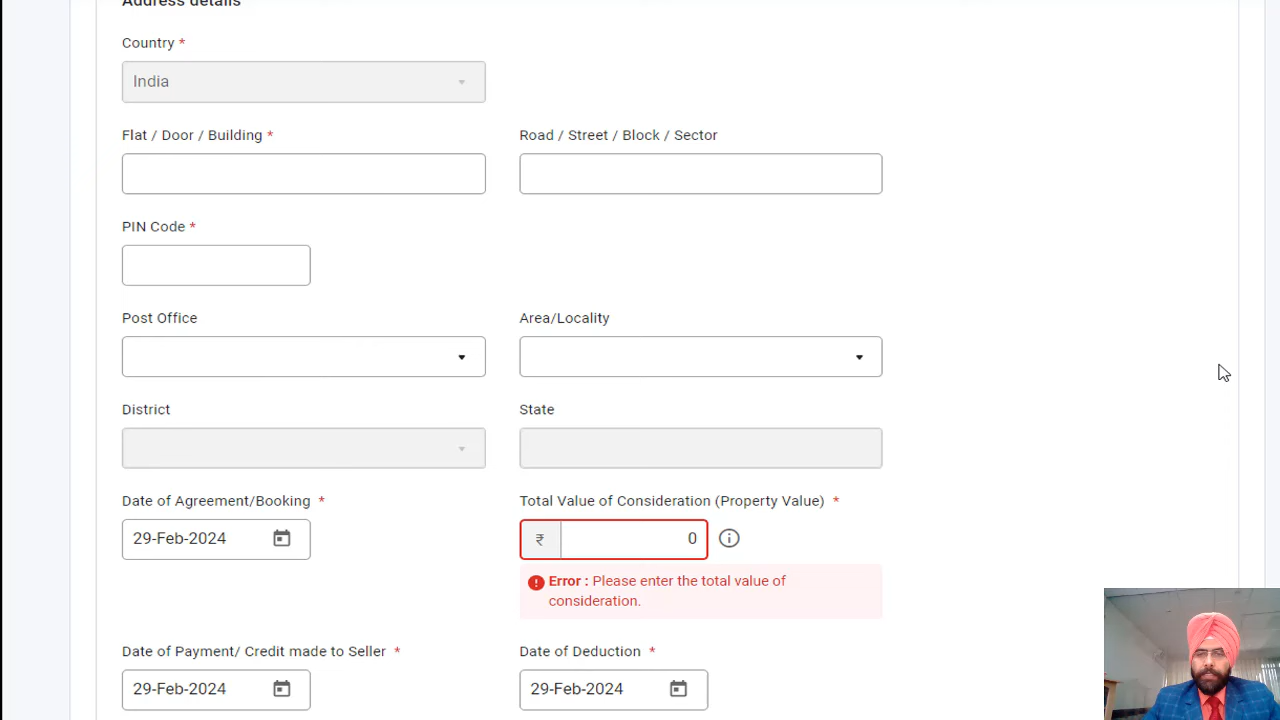 Address details
Country *
India
Flat / Door / Building *
Road / Street / Block / Sector
PIN Code *
Post Office
Area/Locality
District
State
Date of Agreement/Booking *
Total Value of Consideration (Property Value) *
29-Feb-2024
₹ 0
Error : Please enter the total value of
consideration.
Date of Payment/ Credit made to Seller *
Date of Deduction *
29-Feb-2024
29-Feb-2024